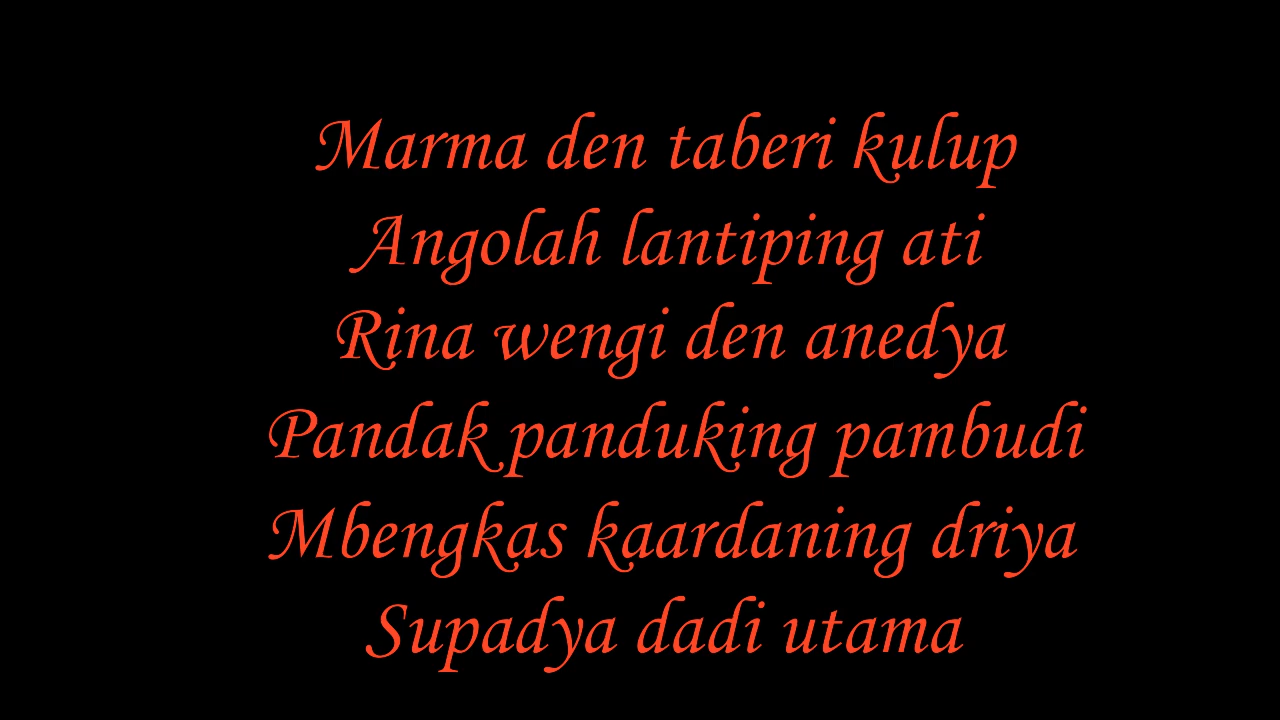 Marma den taberi kulup
Angolah lantiping ati
Rina wengi den anedya
Pandak panduking pambudi
Mbengkas kaardaning driya
Supadya dadi utama